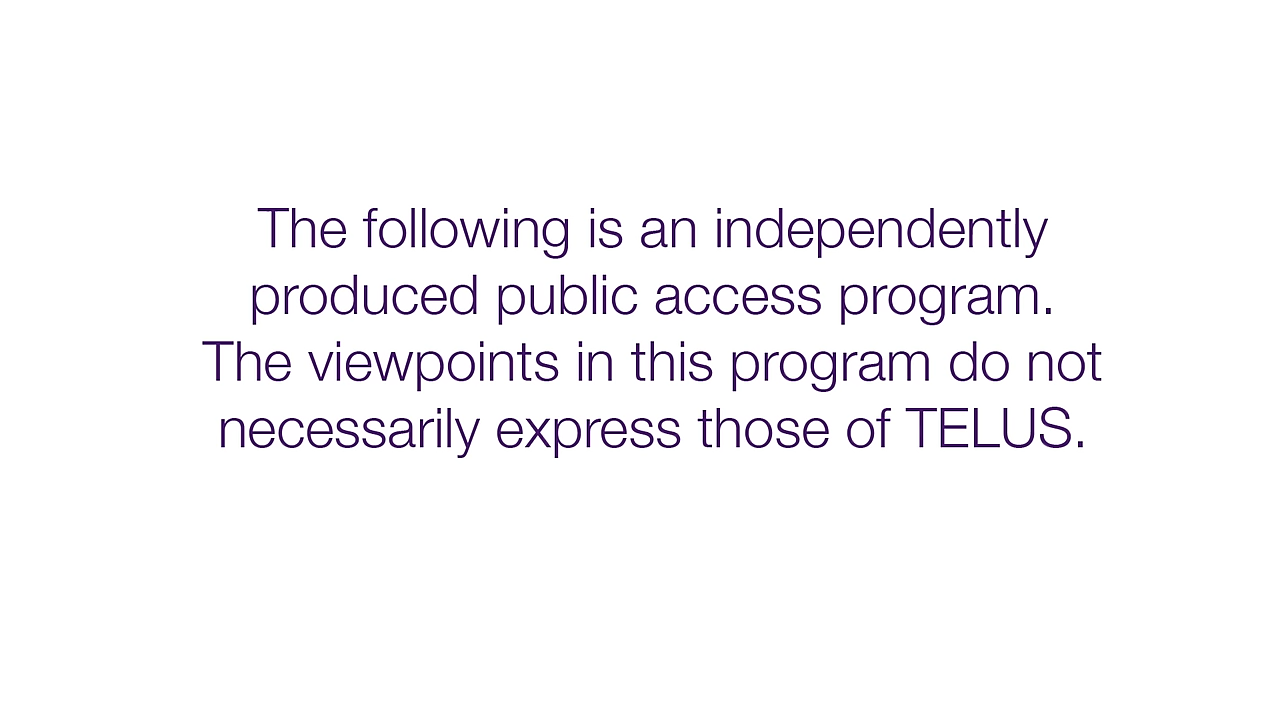 The following is an independently
produced public access program.
The viewpoints in this program do not
necessarily express those of TELUS.